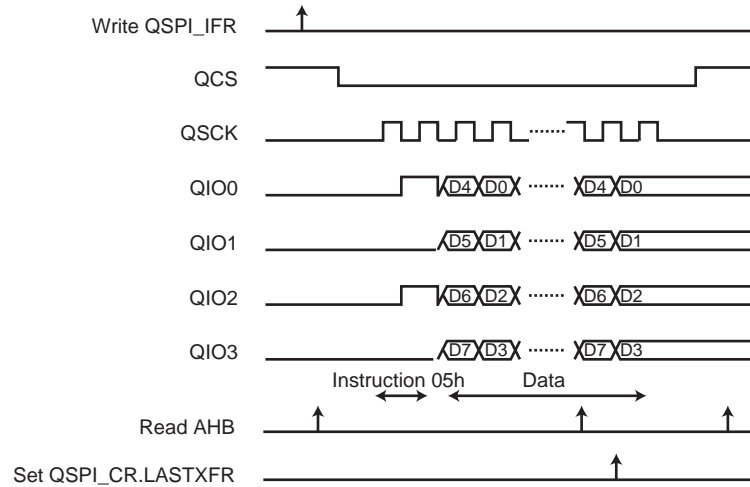 Write QSPI_IFR
QCS
QSCK
QIO0 D4 D0 D4 D0
QIO1 D5 D1 D5 D1
QIO2 D6 D2 D6 D2
QIO3 D7 D3 D7 D3
Instruction 05h Data
Read AHB
Set QSPI_CR.LASTXFR